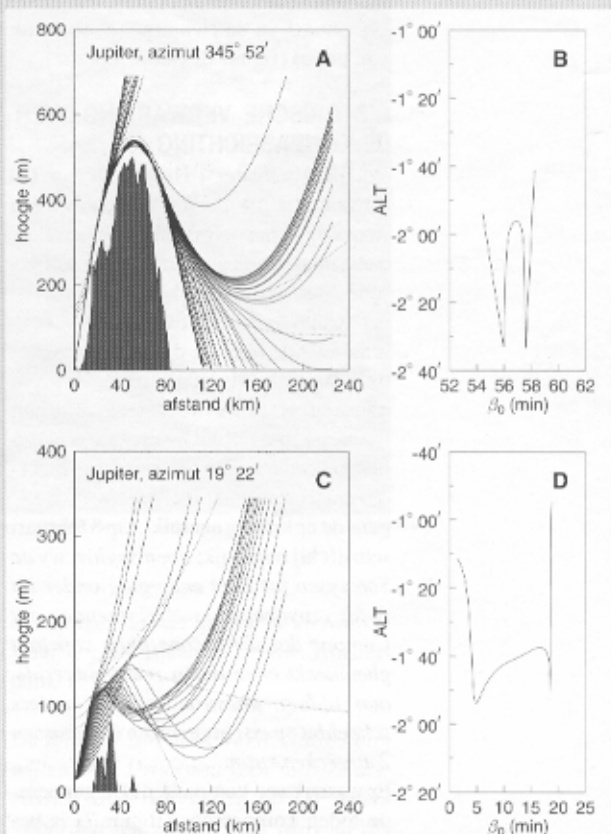 Jupiter, azimut 345° 52′
A
hoogte (m)
800
600
400
200
0
0 40 80 120 160 200 240
afstand (km)
B
ALT
-1° 00′
-1° 20′
-1° 40′
-2° 00′
-2° 20′
-2° 40′
52 54 56 58 60 62
β₀ (min)
Jupiter, azimut 19° 22′
C
hoogte (m)
400
300
200
100
0
0 40 80 120 160 200 240
afstand (km)
D
ALT
-40′
-1° 00′
-1° 20′
-1° 40′
-2° 00′
-2° 20′
0 5 10 15 20 25
β₀ (min)